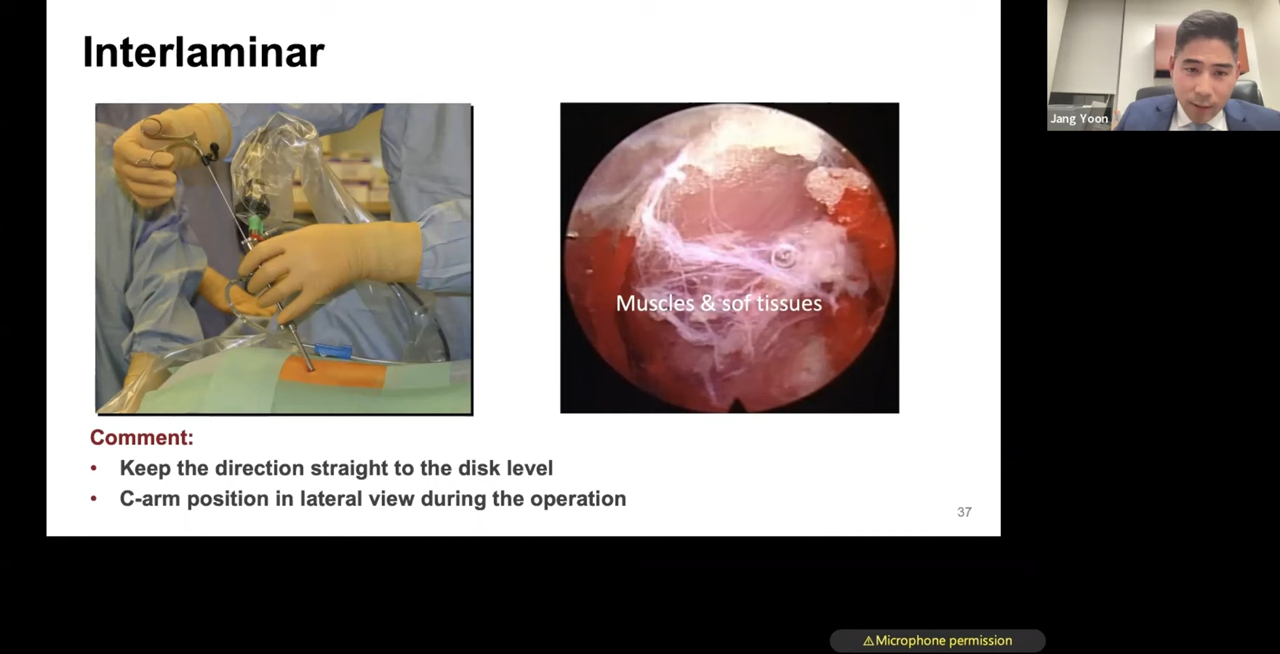 Interlaminar
Jang Yoon
Muscles & sof tissues
Comment:
• Keep the direction straight to the disk level
• C-arm position in lateral view during the operation
37
⚠Microphone permission